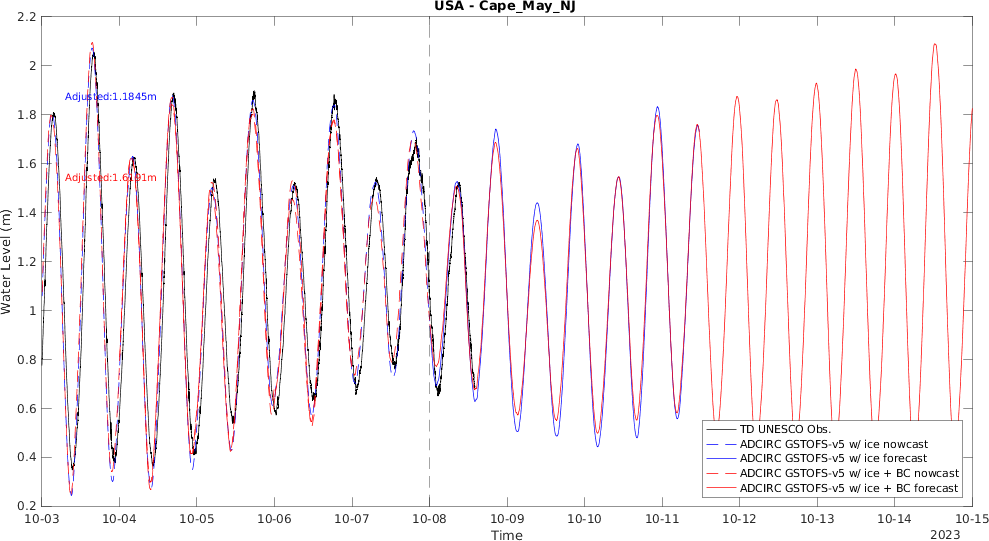 USA - Cape_May_NJ
2.2
2
1.8
1.6
1.4
1.2
1
0.8
0.6
0.4
0.2
Water Level (m)
Adjusted:1.1845m
TD UNESCO Obs.
ADCIRC GSTOFS-v5 w/ ice nowcast
ADCIRC GSTOFS-v5 w/ ice forecast
ADCIRC GSTOFS-v5 w/ ice + BC nowcast
ADCIRC GSTOFS-v5 w/ ice + BC forecast
10-03 10-04 10-05 10-06 10-07 10-08 10-09 10-10 10-11 10-12 10-13 10-14 10-15
Time
2023